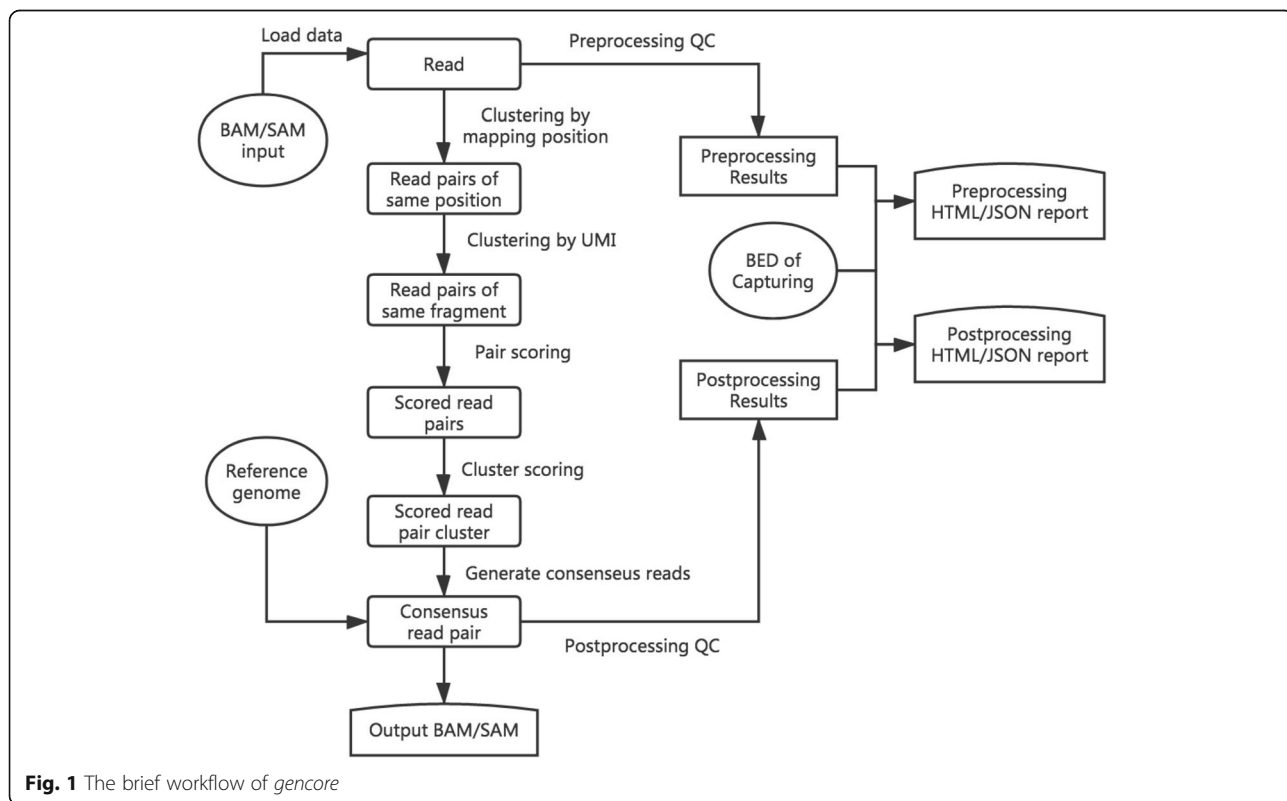 Load data
Read
Preprocessing QC
BAM/SAM
input
Clustering by
mapping position
Preprocessing
Results
Preprocessing
HTML/JSON report
Read pairs of
same position
Clustering by UMI
BED of
Capturing
Read pairs of
same fragment
Postprocessing
HTML/JSON report
Pair scoring
Postprocessing
Results
Scored read
pairs
Reference
genome
Cluster scoring
Scored read
pair cluster
Generate consenseus reads
Consensus
read pair
Postprocessing QC
Output BAM/SAM
Fig. 1 The brief workflow of gencore